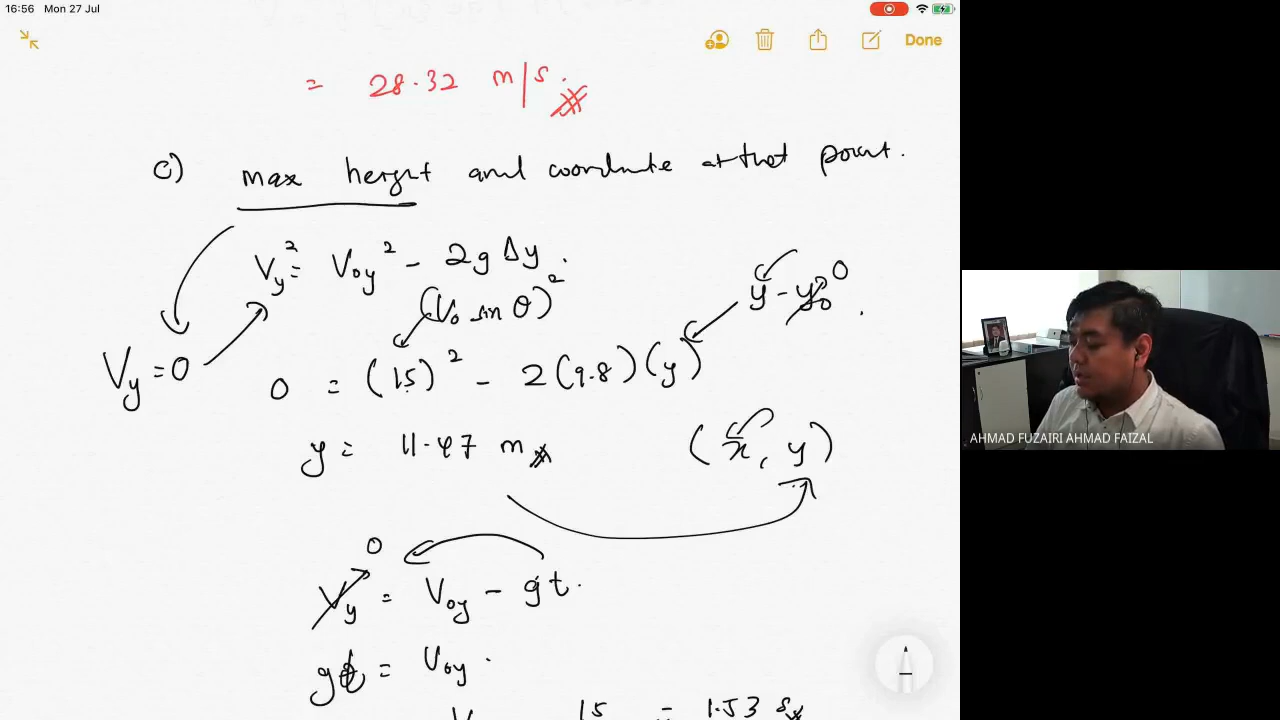 16:56 Mon 27 Jul
Done
= 28.32 m/s.
c) max height and coordinate at that point.
Vy² = Voy² - 2g Δy.
(Vo sin θ)²
y - yo 0
Vy = 0
0 = (15)² - 2(9.8)(y)
y = 11.47 m
(x, y)
0
Vy = Voy - gt.
gt = Voy.
15 = 1.53 s
AHMAD FUZAIRI AHMAD FAIZAL